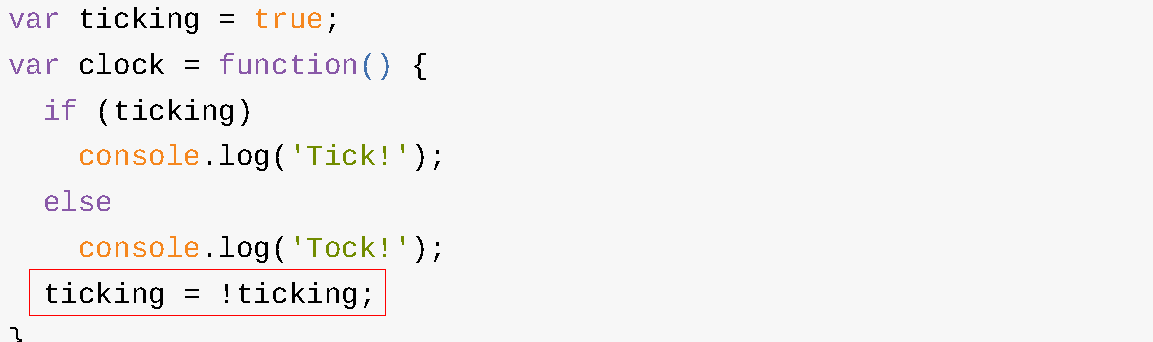 var ticking = true;
var clock = function() {
  if (ticking)
    console.log('Tick!');
  else
    console.log('Tock!');
  ticking = !ticking;
}